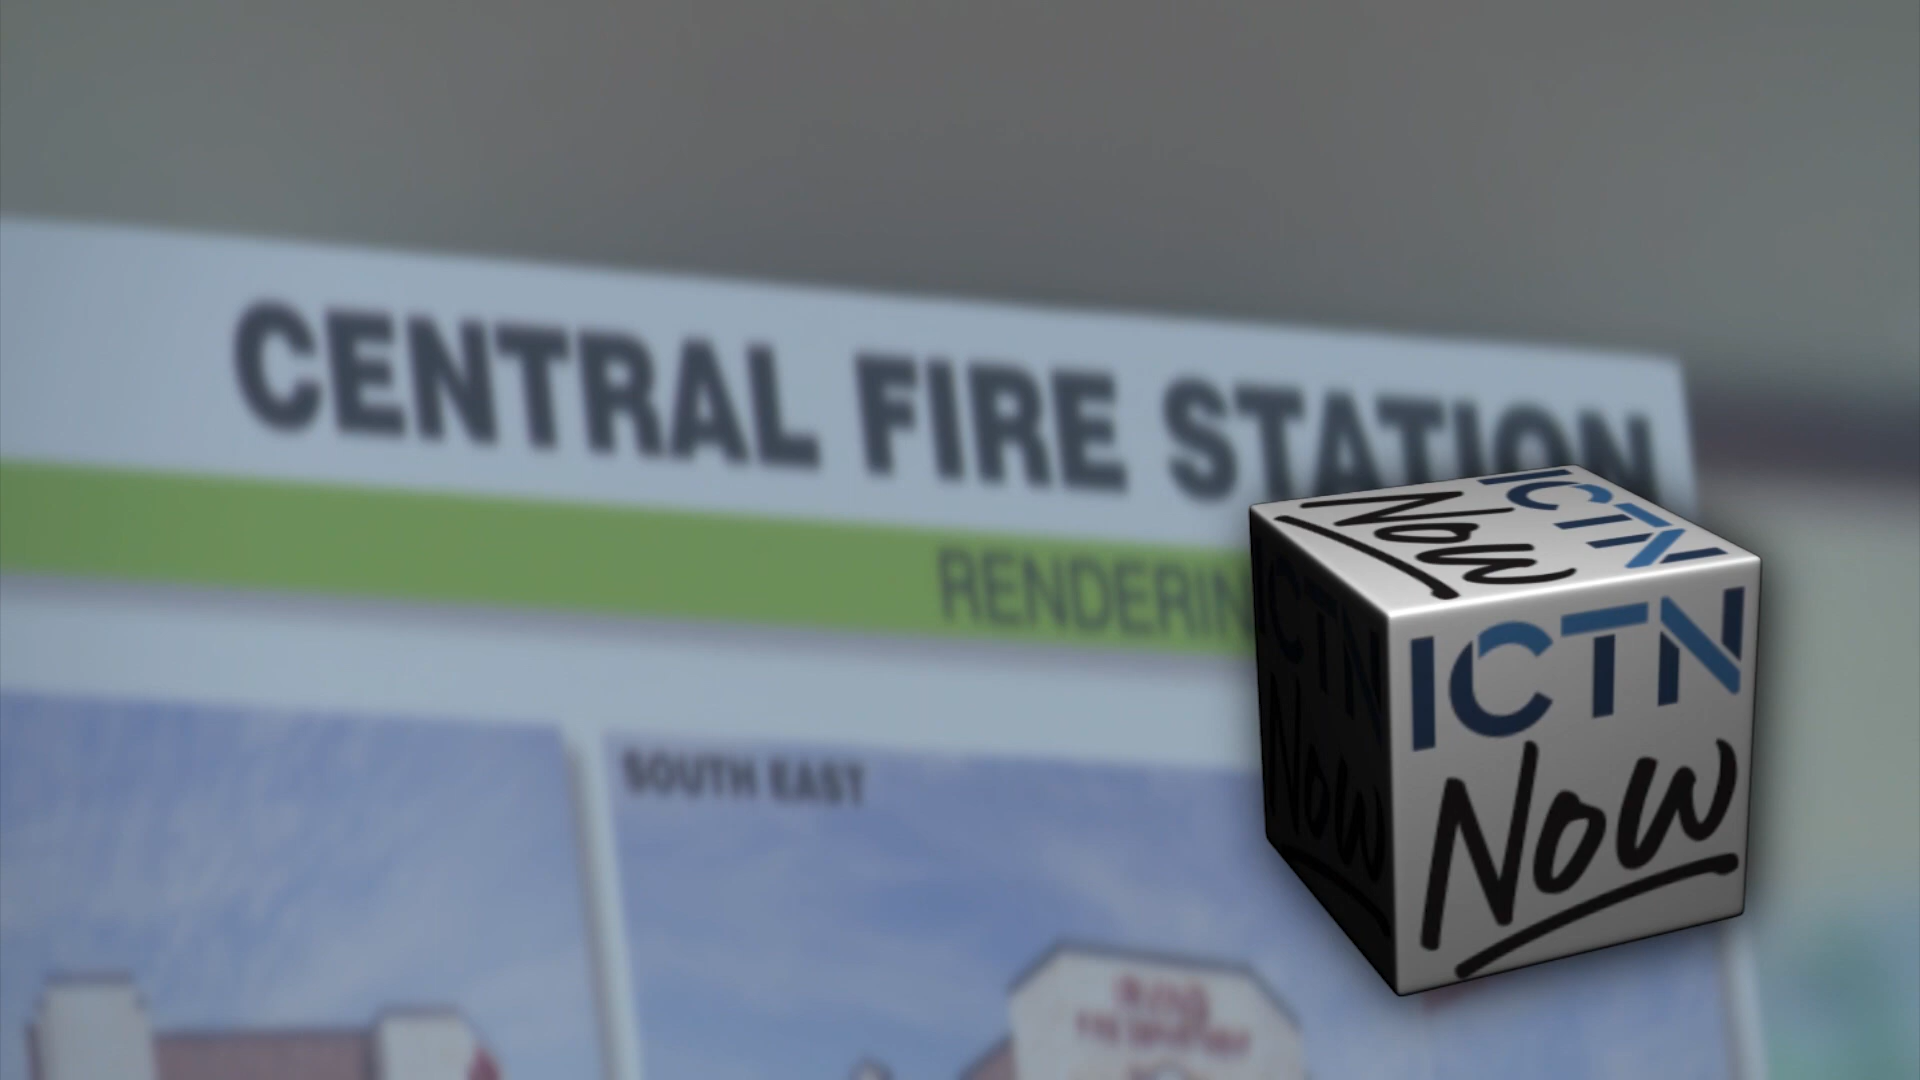 CENTRAL FIRE STATION
RENDERIN
SOUTH EAST
ICTN
Now
ICTN
Now
ICTN
Now